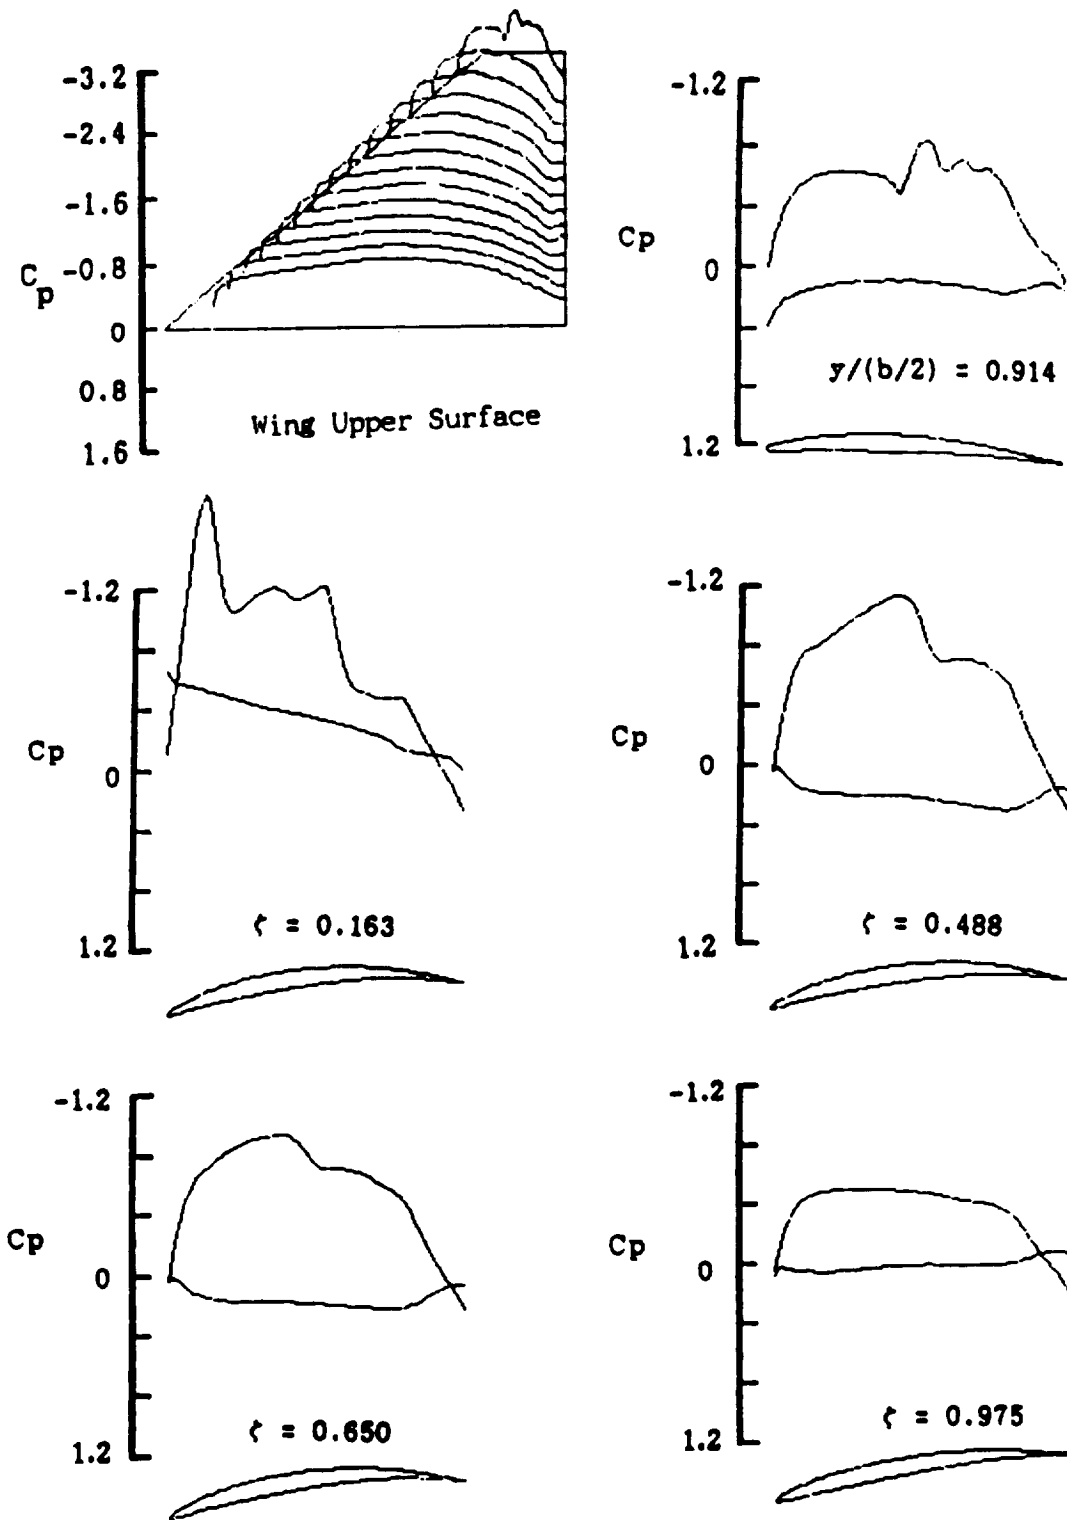 -3.2
-2.4
-1.6
-0.8
Cp
0
0.8
1.6
Wing Upper Surface
-1.2
Cp
0
1.2
y/(b/2) = 0.914
-1.2
Cp
0
1.2
ζ = 0.163
-1.2
Cp
0
1.2
ζ = 0.488
-1.2
Cp
0
1.2
ζ = 0.650
-1.2
Cp
0
1.2
ζ = 0.975